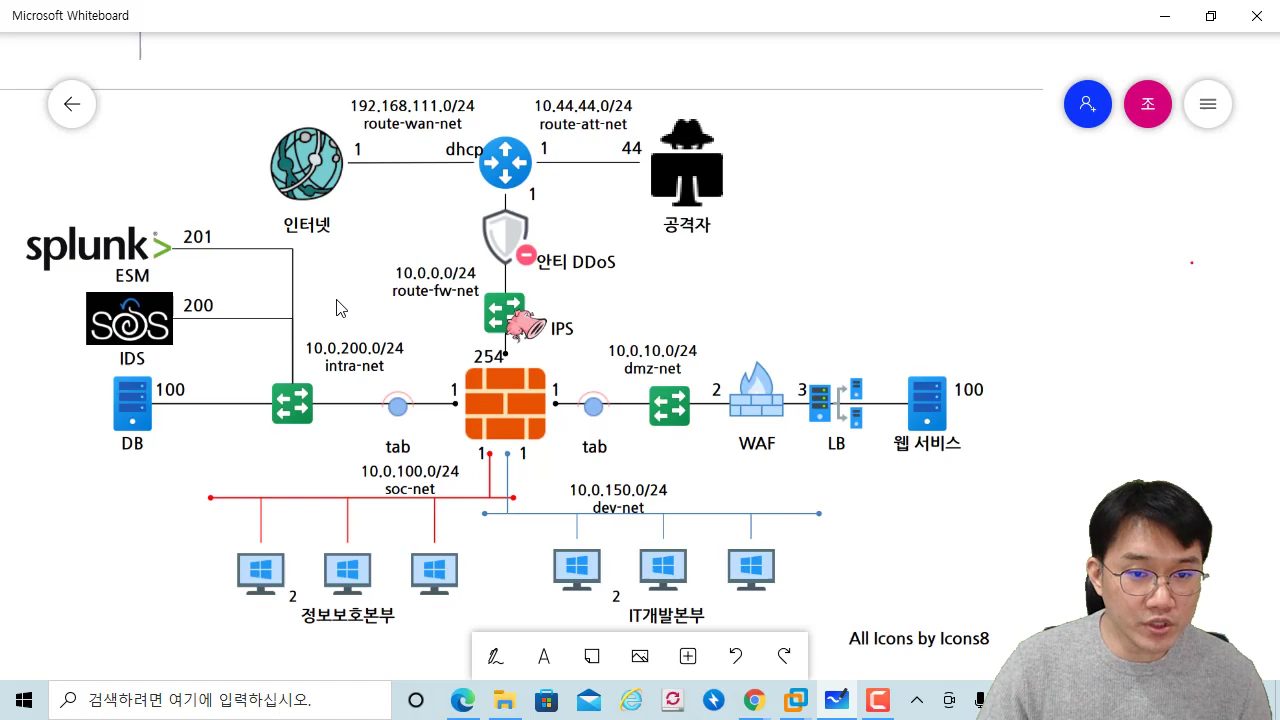 Microsoft Whiteboard
조
192.168.111.0/24
route-wan-net
10.44.44.0/24
route-att-net
1
dhcp
1
44
1
인터넷
공격자
splunk>
201
ESM
안티 DDoS
10.0.0.0/24
route-fw-net
200
SOS
IDS
IPS
10.0.200.0/24
intra-net
254
10.0.10.0/24
dmz-net
100
1
1
2
3
100
DB
tab
tab
WAF
LB
웹 서비스
1
1
10.0.100.0/24
soc-net
10.0.150.0/24
dev-net
2
정보보호본부
2
IT개발본부
All Icons by Icons8
A
검색하려면 여기에 입력하십시오.